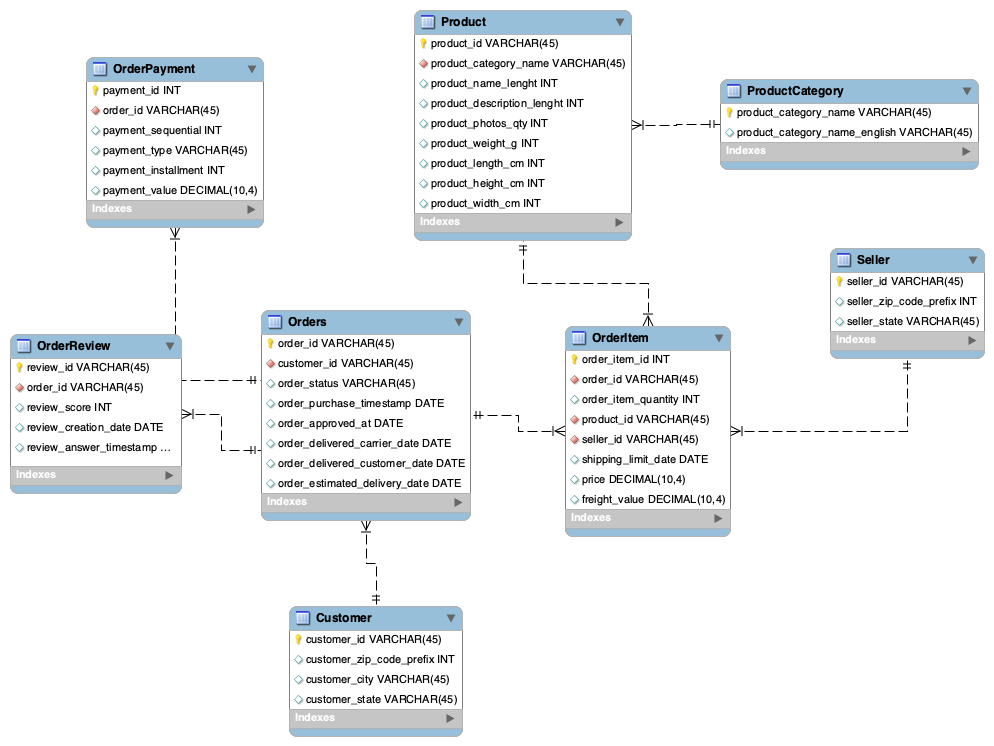 Product
product_id VARCHAR(45)
product_category_name VARCHAR(45)
product_name_lenght INT
product_description_lenght INT
product_photos_qty INT
product_weight_g INT
product_length_cm INT
product_height_cm INT
product_width_cm INT
Indexes
OrderPayment
payment_id INT
order_id VARCHAR(45)
payment_sequential INT
payment_type VARCHAR(45)
payment_installment INT
payment_value DECIMAL(10,4)
Indexes
ProductCategory
product_category_name VARCHAR(45)
product_category_name_english VARCHAR(45)
Indexes
Seller
seller_id VARCHAR(45)
seller_zip_code_prefix INT
seller_state VARCHAR(45)
Indexes
OrderReview
review_id VARCHAR(45)
order_id VARCHAR(45)
review_score INT
review_creation_date DATE
review_answer_timestamp ...
Indexes
Orders
order_id VARCHAR(45)
customer_id VARCHAR(45)
order_status VARCHAR(45)
order_purchase_timestamp DATE
order_approved_at DATE
order_delivered_carrier_date DATE
order_delivered_customer_date DATE
order_estimated_delivery_date DATE
Indexes
OrderItem
order_item_id INT
order_id VARCHAR(45)
order_item_quantity INT
product_id VARCHAR(45)
seller_id VARCHAR(45)
shipping_limit_date DATE
price DECIMAL(10,4)
freight_value DECIMAL(10,4)
Indexes
Customer
customer_id VARCHAR(45)
customer_zip_code_prefix INT
customer_city VARCHAR(45)
customer_state VARCHAR(45)
Indexes